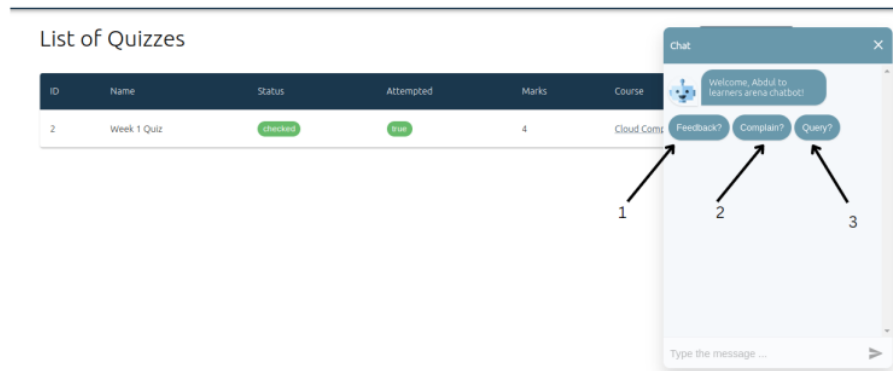 List of Quizzes
ID Name Status Attempted Marks Course
2 Week 1 Quiz checked true 4 Cloud Comp
Chat
Welcome, Abdul to
learners arena chatbot!
Feedback? Complain? Query?
1 2 3
Type the message ...